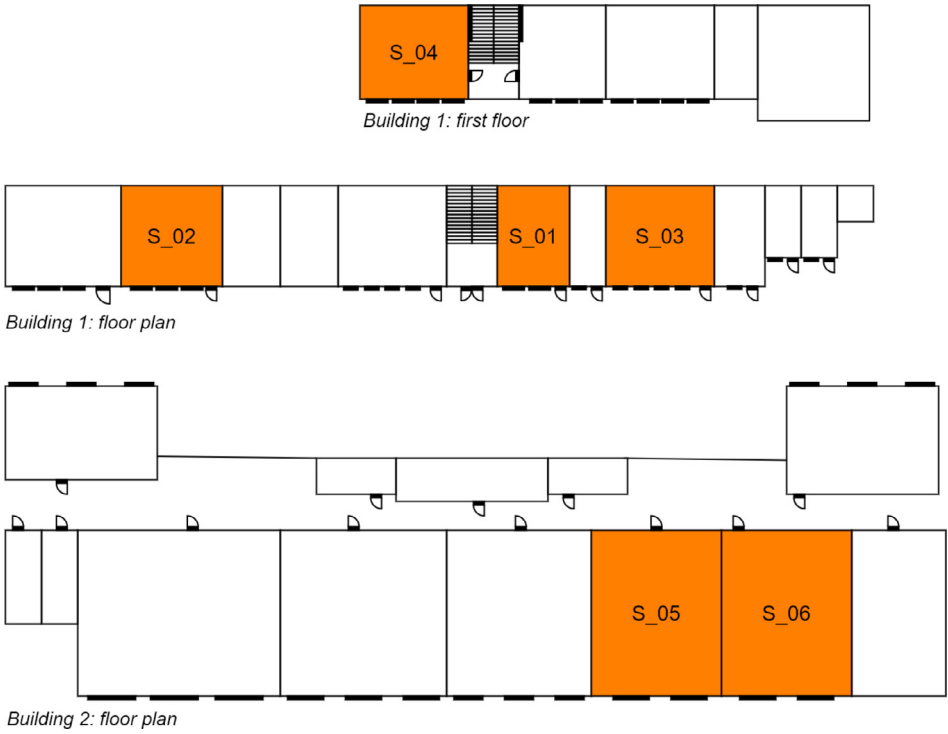 S_04
Building 1: first floor
S_02
S_01
S_03
Building 1: floor plan
S_05
S_06
Building 2: floor plan